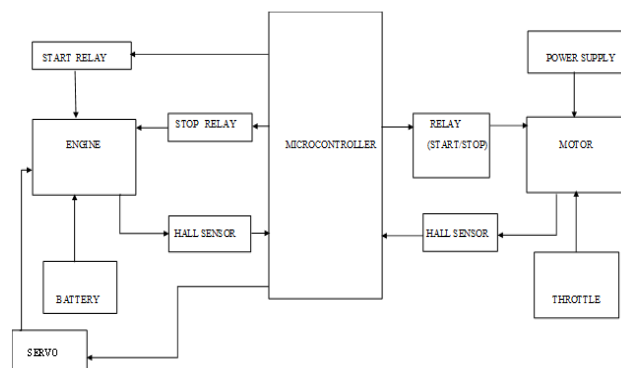 START RELAY
POWER SUPPLY
STOP RELAY
RELAY
(START/STOP)
ENGINE
MICROCONTROLLER
MOTOR
HALL SENSOR
HALL SENSOR
BATTERY
THROTTLE
SERVO